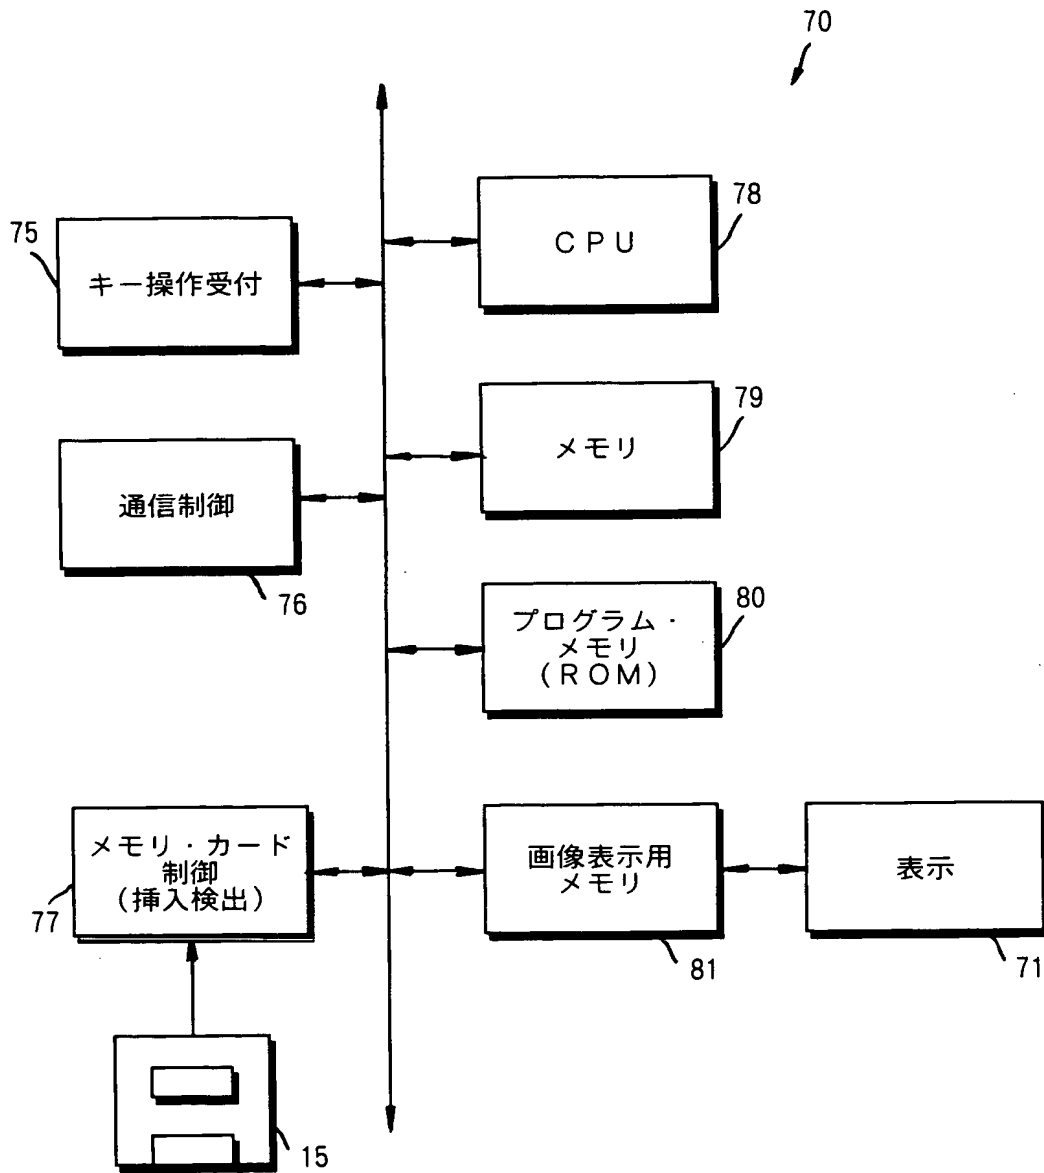 70
78
CPU
75
キー操作受付
79
メモリ
通信制御
76
80
プログラム・
メモリ
(ROM)
メモリ・カード
制御
(挿入検出)
77
画像表示用
メモリ
81
表示
71
15